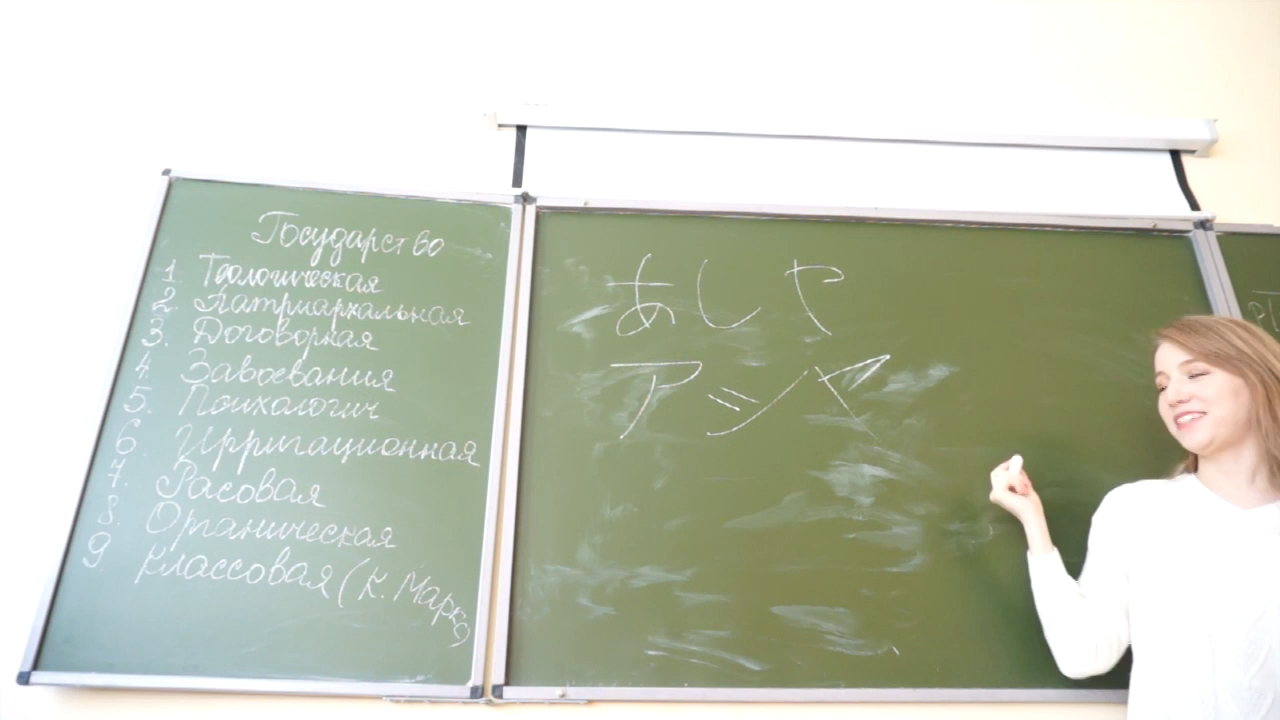 Государство
1. Теологическая
2. Патриархальная
3. Договорная
4. Завоевания
5. Психологич
6. Ирригационная
7. Расовая
8. Органическая
9 Классовая (К. Маркс)
あしや
アシヤ